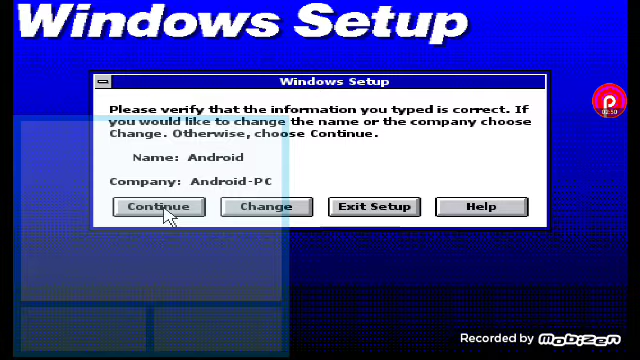 Windows Setup
Windows Setup
Please verify that the information you typed is correct. If
you would like to change the name or the company choose
Change. Otherwise, choose Continue.
Name: Android
Company: Android-PC
Continue Change Exit Setup Help
02:50
Recorded by Mobizen